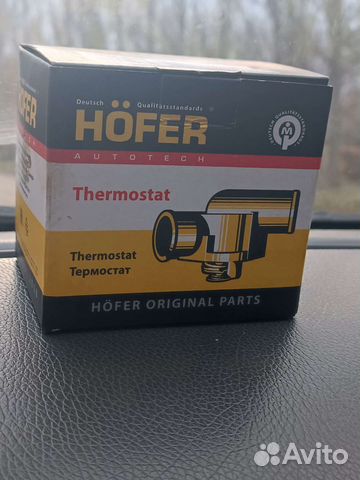 Deutsch Qualitätsstandards
HÖFER
AUTOTECH
Thermostat
Thermostat
Термостат
HÖFER ORIGINAL PARTS
Avito